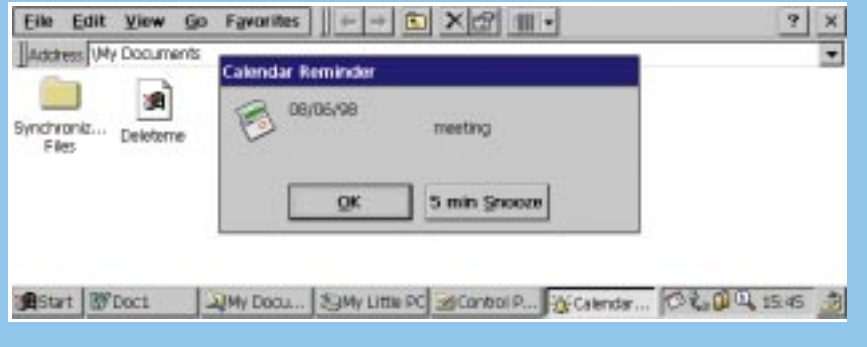 File Edit View Go Favorites ? ×
Address \My Documents
Calendar Reminder
08/06/98
meeting
Synchroniz...
Files
Deleteme
OK 5 min Snooze
Start Doc1 My Docu... My Little PC Control P... Calendar... 15:45